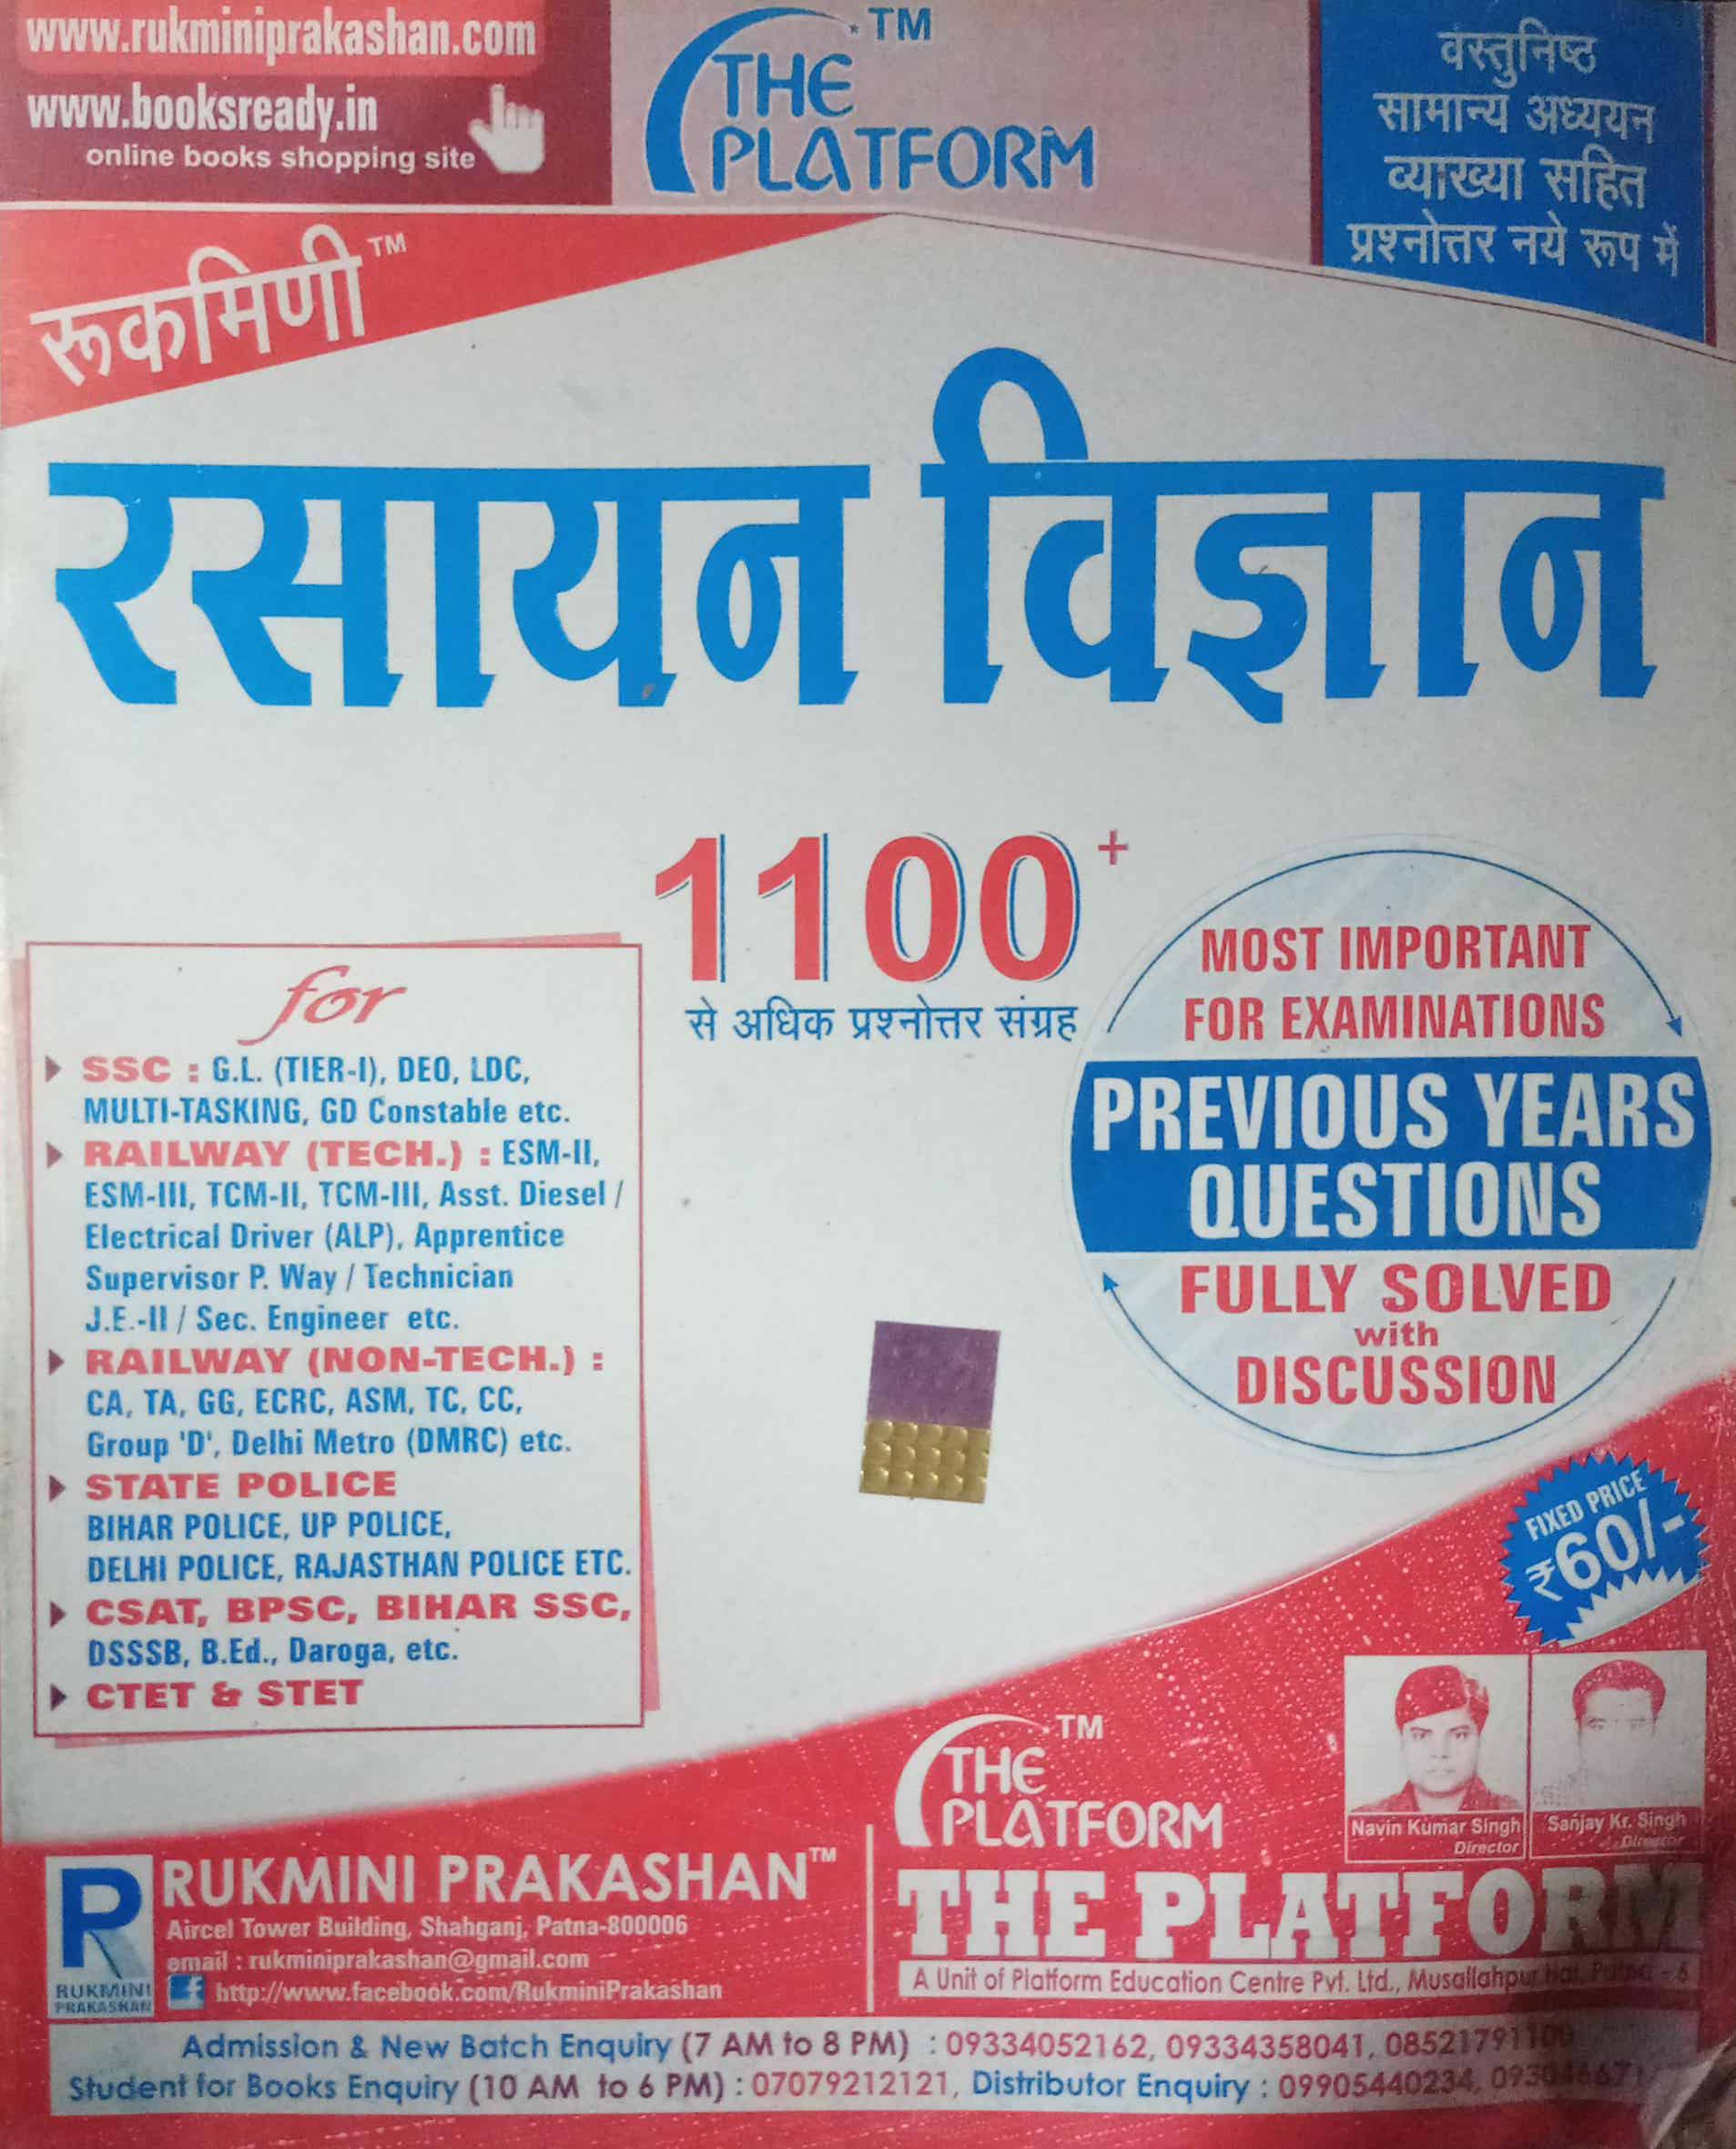 www.rukminiprakashan.com
www.booksready.in
online books shopping site
THE TM
PLATFORM
वस्तुनिष्ठ
सामान्य अध्ययन
व्याख्या सहित
प्रश्नोत्तर नये रूप में
रूकमिणी TM
रसायन विज्ञान
1100+
से अधिक प्रश्नोत्तर संग्रह
for
SSC : G.L. (TIER-I), DEO, LDC,
MULTI-TASKING, GD Constable etc.
RAILWAY (TECH.) : ESM-II,
ESM-III, TCM-II, TCM-III, Asst. Diesel /
Electrical Driver (ALP), Apprentice
Supervisor P. Way / Technician
J.E.-II / Sec. Engineer etc.
RAILWAY (NON-TECH.) :
CA, TA, GG, ECRC, ASM, TC, CC,
Group 'D', Delhi Metro (DMRC) etc.
STATE POLICE
BIHAR POLICE, UP POLICE,
DELHI POLICE, RAJASTHAN POLICE ETC.
CSAT, BPSC, BIHAR SSC,
DSSSB, B.Ed., Daroga, etc.
CTET & STET
MOST IMPORTANT
FOR EXAMINATIONS
PREVIOUS YEARS
QUESTIONS
FULLY SOLVED
with
DISCUSSION
FIXED PRICE
₹60/-
Navin Kumar Singh
Director
Sanjay Kr. Singh
Director
R
RUKMINI
PRAKASHAN
RUKMINI PRAKASHAN TM
Aircel Tower Building, Shahganj, Patna-800006
email : rukminiprakashan@gmail.com
http://www.facebook.com/RukminiPrakashan
THE TM
PLATFORM
THE PLATFORM
A Unit of Platform Education Centre Pvt. Ltd., Musallahpur Hat, Patna - 6
Admission & New Batch Enquiry (7 AM to 8 PM) : 09334052162, 09334358041, 08521791100
Student for Books Enquiry (10 AM to 6 PM) : 07079212121, Distributor Enquiry : 09905440234,